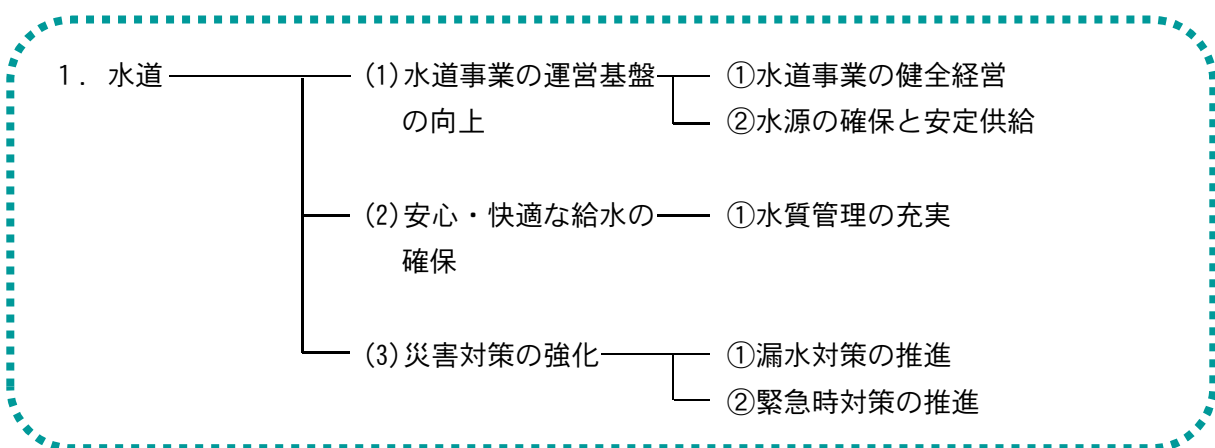 1. 水道 (1)水道事業の運営基盤 ①水道事業の健全経営
の向上 ②水源の確保と安定供給
(2)安心・快適な給水の ①水質管理の充実
確保
(3)災害対策の強化 ①漏水対策の推進
②緊急時対策の推進